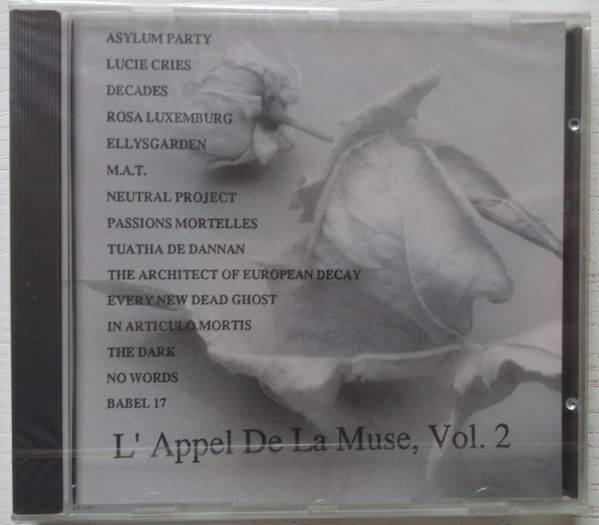 ASYLUM PARTY
LUCIE CRIES
DECADES
ROSA LUXEMBURG
ELLYSGARDEN
M.A.T.
NEUTRAL PROJECT
PASSIONS MORTELLES
TUATHA DE DANNAN
THE ARCHITECT OF EUROPEAN DECAY
EVERY NEW DEAD GHOST
IN ARTICULO MORTIS
THE DARK
NO WORDS
BABEL 17
L' Appel De La Muse, Vol. 2